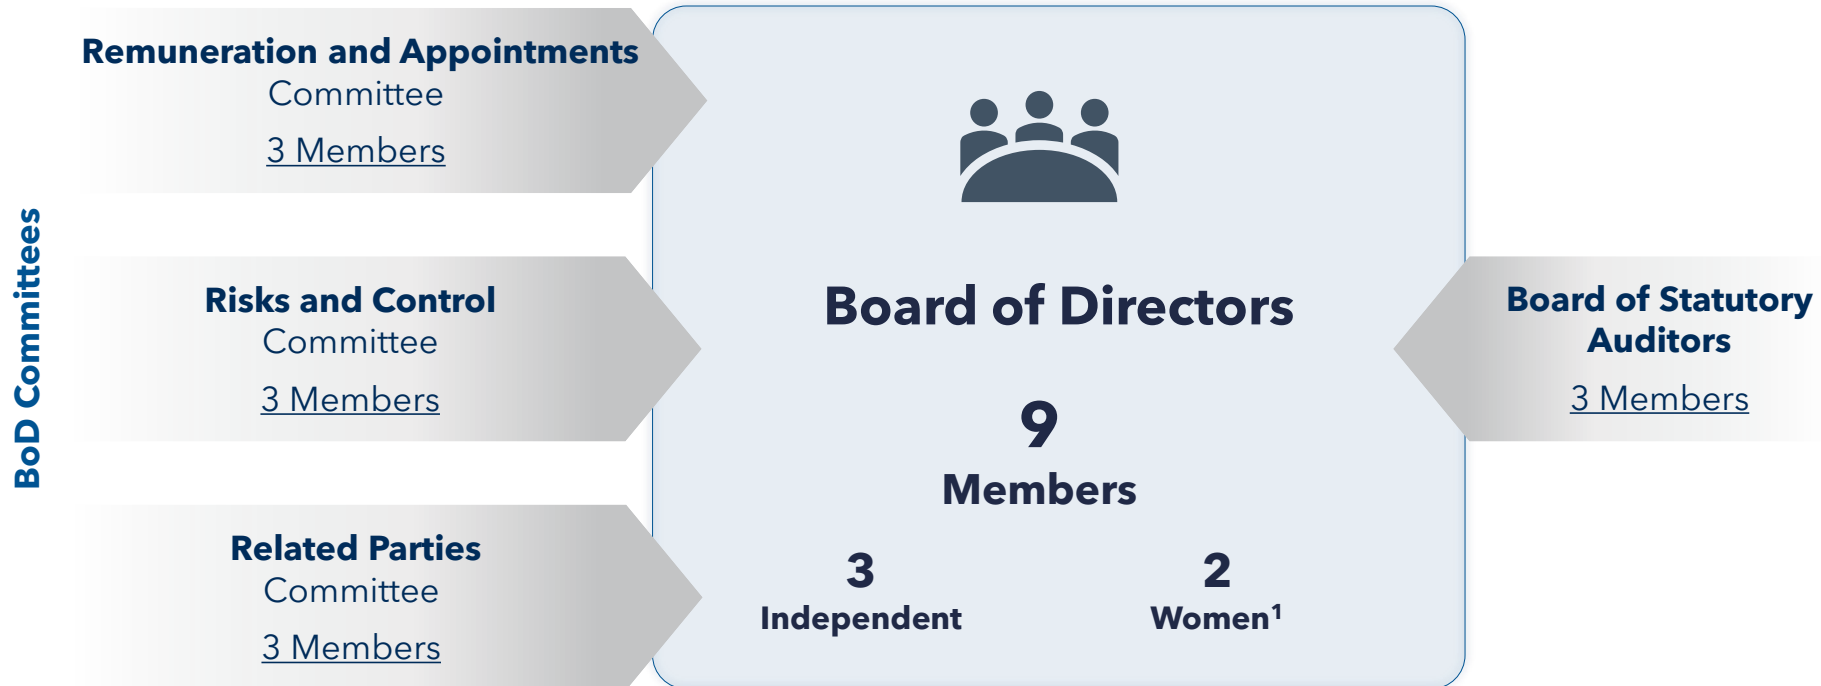 BoD Committees
Remuneration and Appointments
Committee
3 Members
Risks and Control
Committee
3 Members
Related Parties
Committee
3 Members
Board of Directors
9
Members
3
Independent
2
Women¹
Board of Statutory
Auditors
3 Members